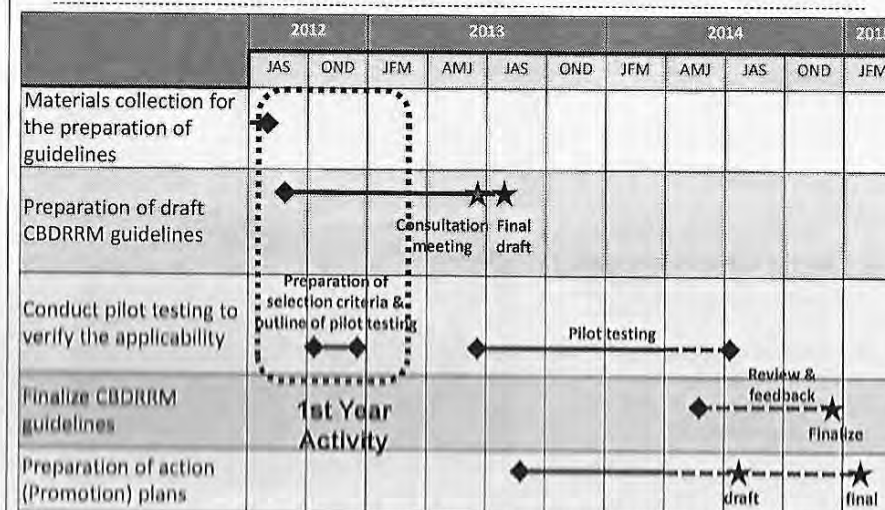 2012 2013 2014 201
JAS OND JFM AMJ JAS OND JFM AMJ JAS OND JFM
Materials collection for
the preparation of
guidelines
Preparation of draft
CBDRRM guidelines
Consultation Final
meeting draft
Conduct pilot testing to
verify the applicability
Preparation of
selection criteria &
outline of pilot testing
Pilot testing
Finalize CBDRRM
guidelines
1st Year
Activity
Review &
feedback
Finalize
Preparation of action
(Promotion) plans
draft final